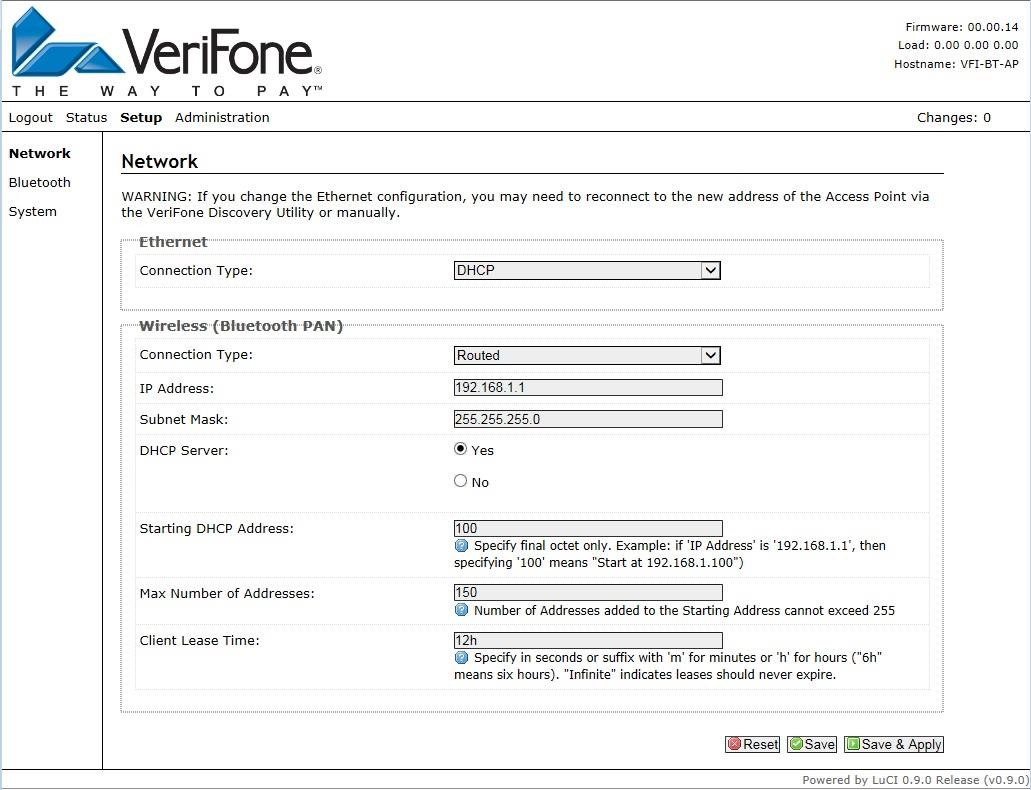 VeriFone®
THE WAY TO PAY™
Firmware: 00.00.14
Load: 0.00 0.00 0.00
Hostname: VFI-BT-AP
Logout Status Setup Administration Changes: 0
Network
Bluetooth
System
Network
WARNING: If you change the Ethernet configuration, you may need to reconnect to the new address of the Access Point via
the VeriFone Discovery Utility or manually.
Ethernet
Connection Type: DHCP
Wireless (Bluetooth PAN)
Connection Type: Routed
IP Address: 192.168.1.1
Subnet Mask: 255.255.255.0
DHCP Server: Yes
No
Starting DHCP Address: 100
Specify final octet only. Example: if 'IP Address' is '192.168.1.1', then
specifying '100' means "Start at 192.168.1.100")
Max Number of Addresses: 150
Number of Addresses added to the Starting Address cannot exceed 255
Client Lease Time: 12h
Specify in seconds or suffix with 'm' for minutes or 'h' for hours ("6h"
means six hours). "Infinite" indicates leases should never expire.
Reset Save Save & Apply
Powered by LuCI 0.9.0 Release (v0.9.0)